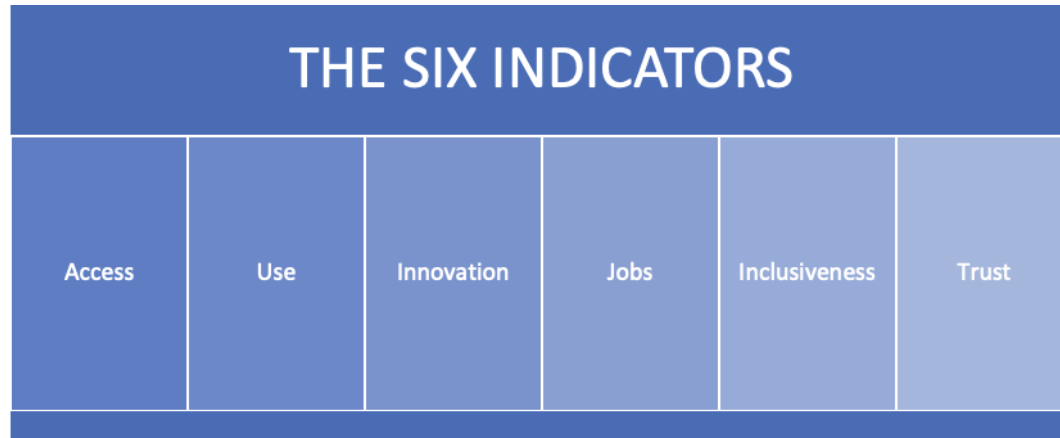 THE SIX INDICATORS
Access
Use
Innovation
Jobs
Inclusiveness
Trust